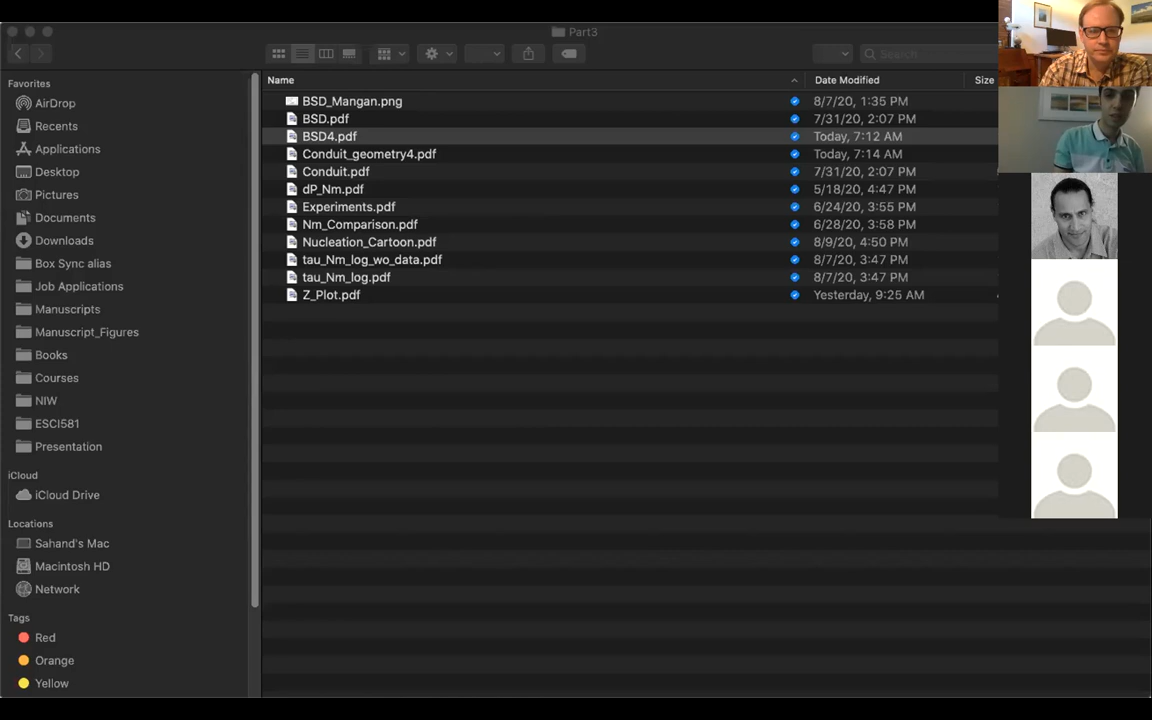 Part3
Search
Name Date Modified Size
Favorites
AirDrop
Recents
Applications
Desktop
Pictures
Documents
Downloads
Box Sync alias
Job Applications
Manuscripts
Manuscript_Figures
Books
Courses
NIW
ESCI581
Presentation
iCloud
iCloud Drive
Locations
Sahand's Mac
Macintosh HD
Network
Tags
Red
Orange
Yellow
BSD_Mangan.png 8/7/20, 1:35 PM
BSD.pdf 7/31/20, 2:07 PM
BSD4.pdf Today, 7:12 AM
Conduit_geometry4.pdf Today, 7:14 AM
Conduit.pdf 7/31/20, 2:07 PM
dP_Nm.pdf 5/18/20, 4:47 PM
Experiments.pdf 6/24/20, 3:55 PM
Nm_Comparison.pdf 6/28/20, 3:58 PM
Nucleation_Cartoon.pdf 8/9/20, 4:50 PM
tau_Nm_log_wo_data.pdf 8/7/20, 3:47 PM
tau_Nm_log.pdf 8/7/20, 3:47 PM
Z_Plot.pdf Yesterday, 9:25 AM